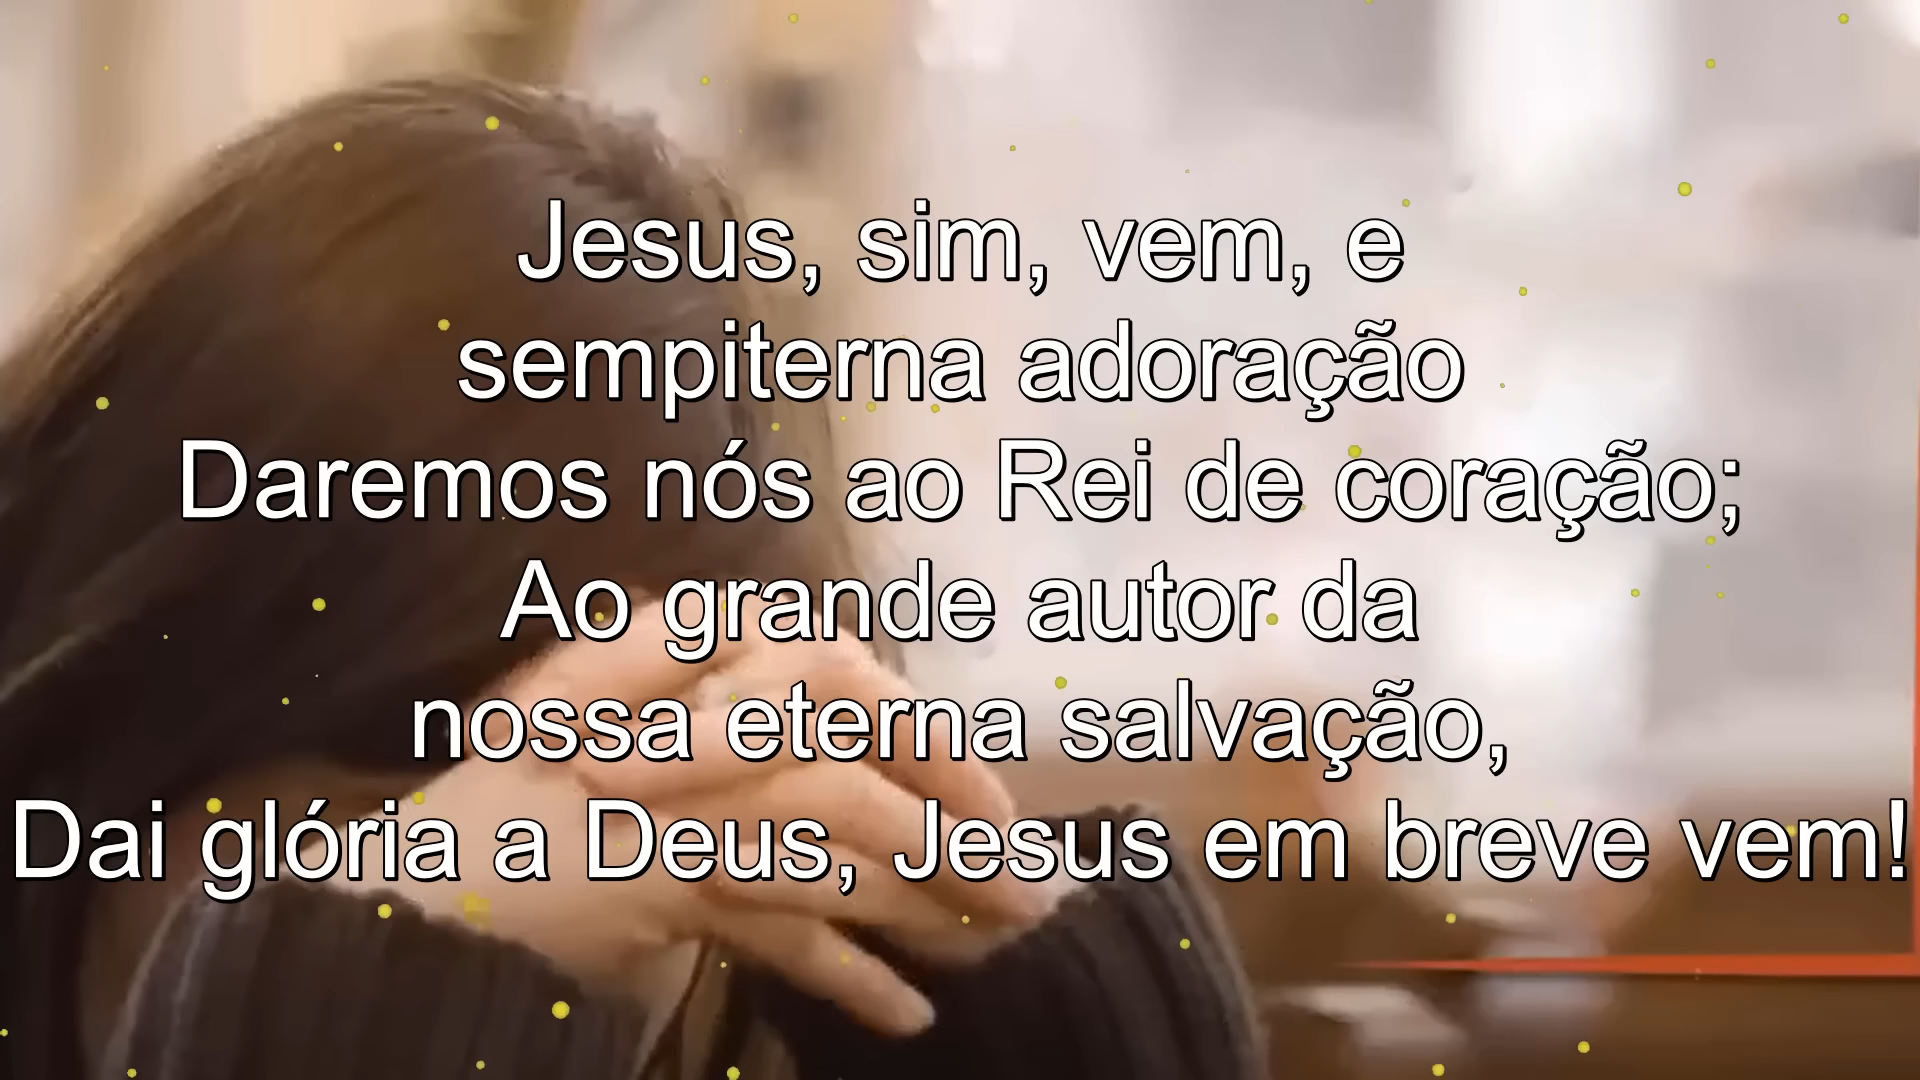 Jesus, sim, vem, e
sempiterna adoração
Daremos nós ao Rei de coração;
Ao grande autor da
nossa eterna salvação,
Dai glória a Deus, Jesus em breve vem!